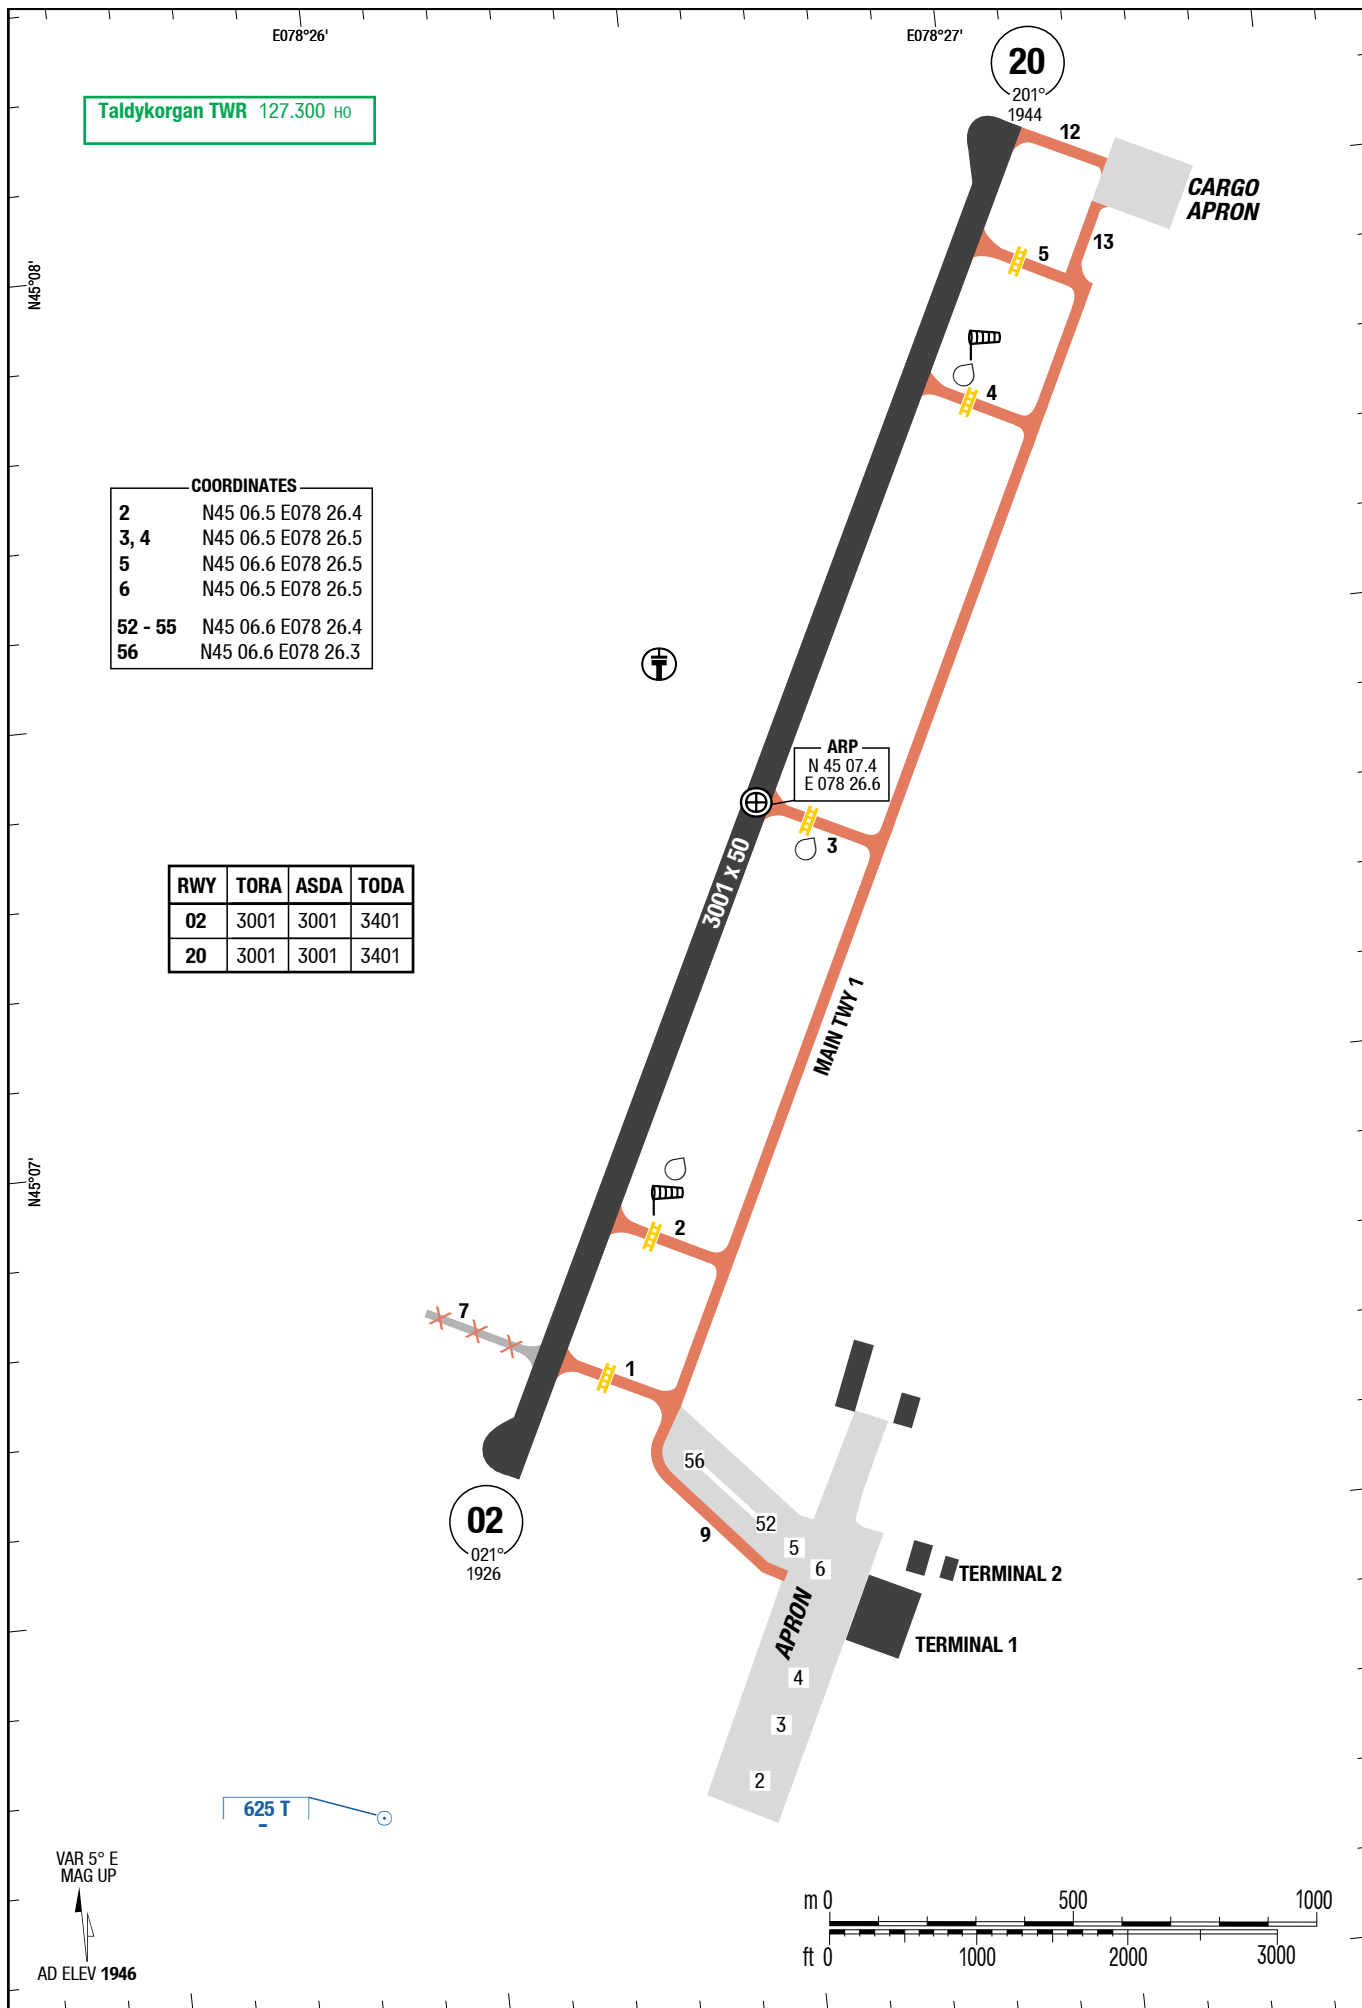 E078°26'
E078°27'
Taldykorgan TWR 127.300 HO
20
201°
1944
12
CARGO
APRON
13
5
N45°08'
4
COORDINATES
2 N45 06.5 E078 26.4
3, 4 N45 06.5 E078 26.5
5 N45 06.6 E078 26.5
6 N45 06.5 E078 26.5
52 - 55 N45 06.6 E078 26.4
56 N45 06.6 E078 26.3
ARP
N 45 07.4
E 078 26.6
3
3001 x 50
RWY TORA ASDA TODA
02 3001 3001 3401
20 3001 3001 3401
MAIN TWY 1
N45°07'
2
7
1
56
52
9
5
6
02
021°
1926
TERMINAL 2
APRON
TERMINAL 1
4
3
2
625 T
VAR 5° E
MAG UP
AD ELEV 1946
m 0 500 1000
ft 0 1000 2000 3000